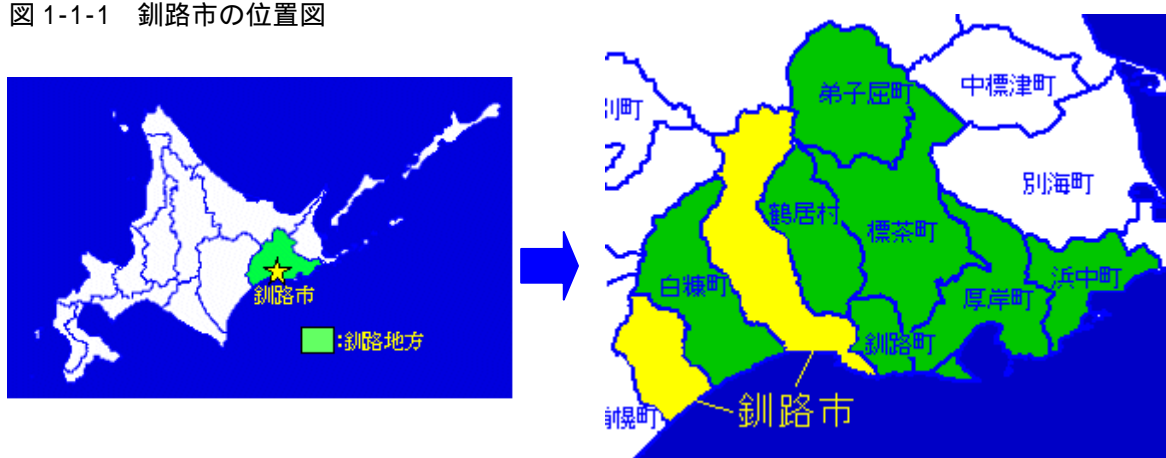 図 1-1-1 釧路市の位置図
釧路市
:釧路地方
弟子屈町
中標津町
別海町
鶴居村
標茶町
白糠町
浜中町
厚岸町
釧路町
釧路市